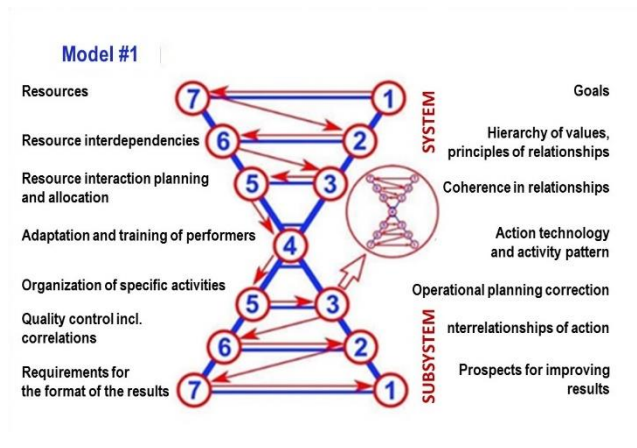 Model #1
Resources
7
1
SYSTEM
Goals
Resource interdependencies
6
2
Hierarchy of values,
principles of relationships
Resource interaction planning
and allocation
5
3
Coherence in relationships
Adaptation and training of performers
4
Action technology
and activity pattern
Organization of specific activities
5
3
Operational planning correction
Quality control incl.
correlations
6
2
SUBSYSTEM
nterrelationships of action
Requirements for
the format of the results
7
1
Prospects for improving
results